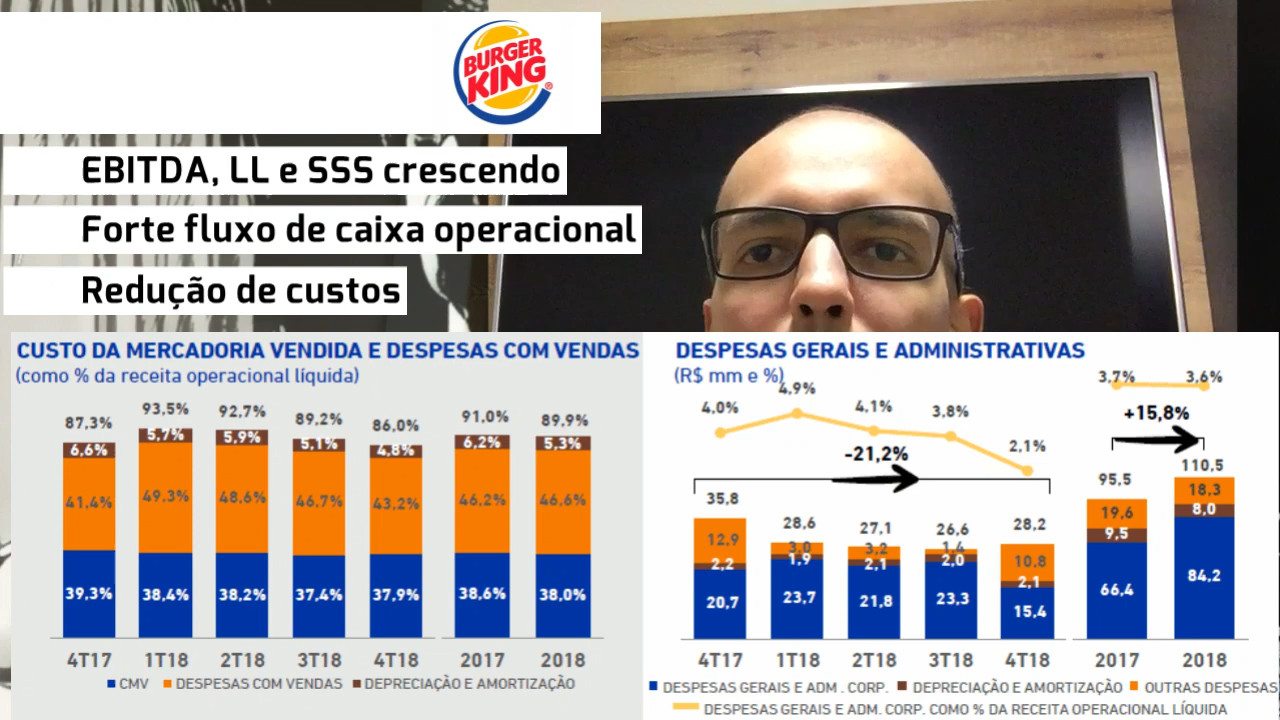 BURGER
KING
EBITDA, LL e SSS crescendo
Forte fluxo de caixa operacional
Redução de custos
CUSTO DA MERCADORIA VENDIDA E DESPESAS COM VENDAS
(como % da receita operacional líquida)
87,3% 93,5% 92,7% 89,2% 86,0% 91,0% 89,9%
6,6% 5,7% 5,9% 5,1% 4,8% 6,2% 5,3%
41,4% 49,3% 48,6% 46,7% 43,2% 46,2% 46,6%
39,3% 38,4% 38,2% 37,4% 37,9% 38,6% 38,0%
4T17 1T18 2T18 3T18 4T18 2017 2018
CMV DESPESAS COM VENDAS DEPRECIAÇÃO E AMORTIZAÇÃO
DESPESAS GERAIS E ADMINISTRATIVAS
(R$ mm e %)
4,0% 4,9% 4,1% 3,8% 2,1% 3,7% 3,6%
-21,2% +15,8%
35,8 28,6 27,1 26,6 28,2 95,5 110,5
12,9 3,0 3,2 1,4 10,8 19,6 18,3
2,2 1,9 2,1 2,0 2,1 9,5 8,0
20,7 23,7 21,8 23,3 15,4 66,4 84,2
4T17 1T18 2T18 3T18 4T18 2017 2018
DESPESAS GERAIS E ADM . CORP. DEPRECIAÇÃO E AMORTIZAÇÃO OUTRAS DESPESAS
DESPESAS GERAIS E ADM. CORP. COMO % DA RECEITA OPERACIONAL LÍQUIDA